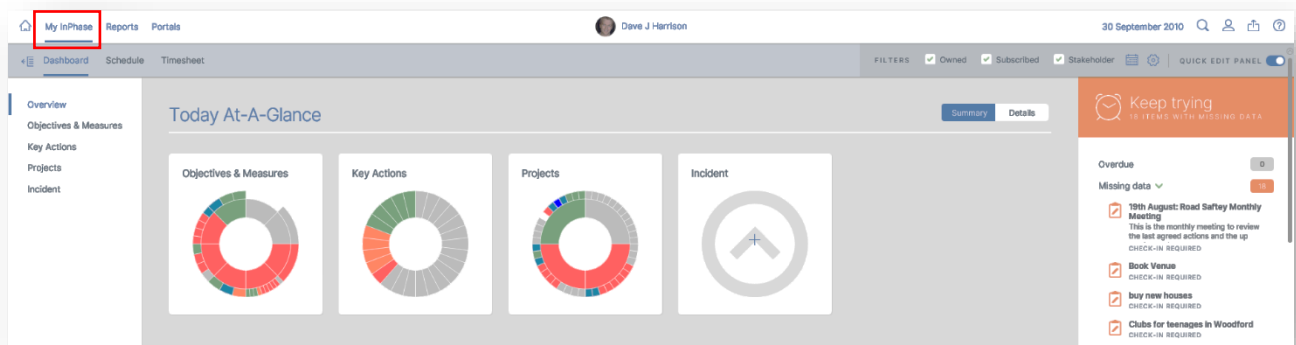 My InPhase Reports Portals Dave J Harrison 30 September 2010
Dashboard Schedule Timesheet FILTERS Owned Subscribed Stakeholder QUICK EDIT PANEL
Overview
Objectives & Measures
Key Actions
Projects
Incident
Today At-A-Glance Summary Details
Objectives & Measures Key Actions Projects Incident
Keep trying
18 ITEMS WITH MISSING DATA
Overdue 0
Missing data 18
19th August: Road Saftey Monthly
Meeting
This is the monthly meeting to review
the last agreed actions and the up
CHECK-IN REQUIRED
Book Venue
CHECK-IN REQUIRED
buy new houses
CHECK-IN REQUIRED
Clubs for teenages in Woodford
CHECK-IN REQUIRED